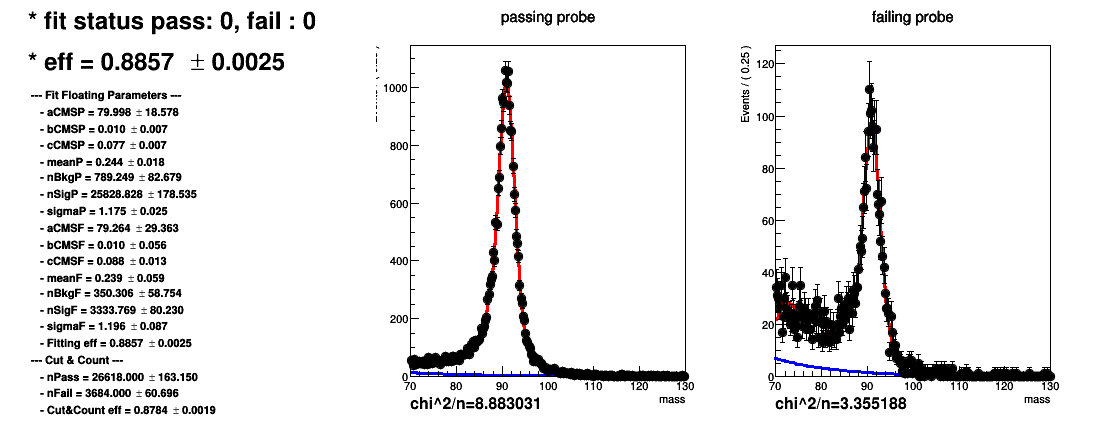 * fit status pass: 0, fail : 0
* eff = 0.8857 ± 0.0025
--- Fit Floating Parameters ---
- aCMSP = 79.998 ± 18.578
- bCMSP = 0.010 ± 0.007
- cCMSP = 0.077 ± 0.007
- meanP = 0.244 ± 0.018
- nBkgP = 789.249 ± 82.679
- nSigP = 25828.828 ± 178.535
- sigmaP = 1.175 ± 0.025
- aCMSF = 79.264 ± 29.363
- bCMSF = 0.010 ± 0.056
- cCMSF = 0.088 ± 0.013
- meanF = 0.239 ± 0.059
- nBkgF = 350.306 ± 58.754
- nSigF = 3333.769 ± 80.230
- sigmaF = 1.196 ± 0.087
- Fitting eff = 0.8857 ± 0.0025
--- Cut & Count ---
- nPass = 26618.000 ± 163.150
- nFail = 3684.000 ± 60.696
- Cut&Count eff = 0.8784 ± 0.0019
passing probe
1000
800
600
400
200
0
70 80 90 100 110 120 130
mass
chi^2/n=8.883031
failing probe
Events / ( 0.25 )
120
100
80
60
40
20
0
70 80 90 100 110 120 130
mass
chi^2/n=3.355188